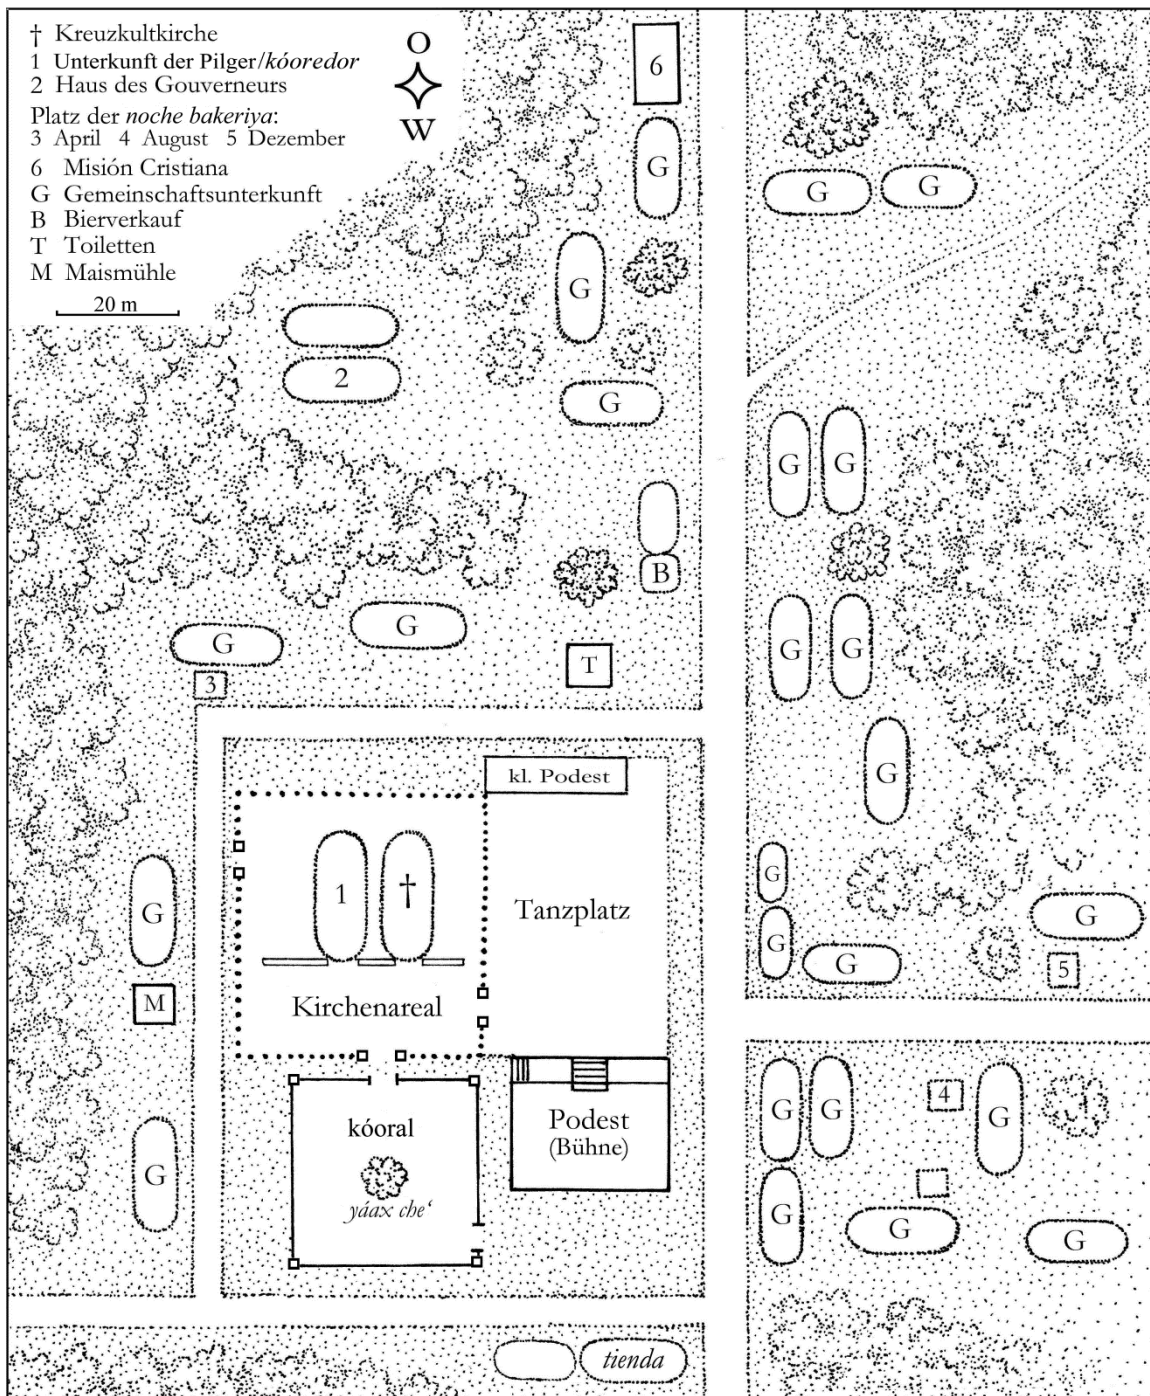 † Kreuzkultkirche
1 Unterkunft der Pilger/kóoredor
2 Haus des Gouverneurs
Platz der noche bakeriya:
3 April 4 August 5 Dezember
6 Misión Cristiana
G Gemeinschaftsunterkunft
B Bierverkauf
T Toiletten
M Maismühle
20 m
O
W
6
G
G G
G
2
G
G G
B
G
G
3
T
G G
G
kl. Podest
1
†
Tanzplatz
G
G
G
G
G
5
M
Kirchenareal
G G
4
G
kóoral
yáax che‘
Podest
(Bühne)
G
G
G
G
tienda